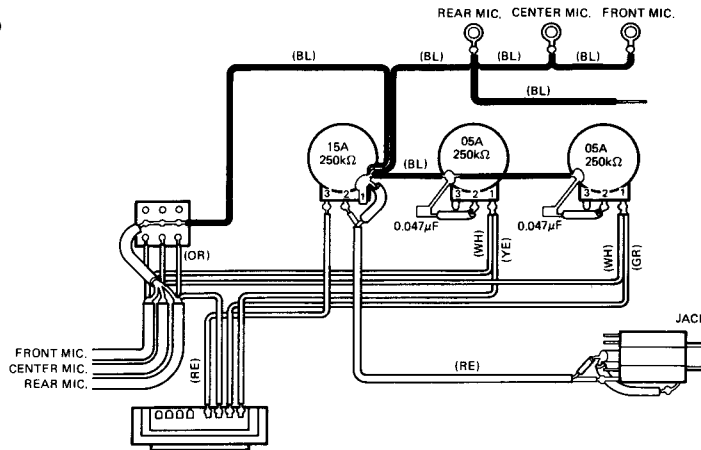 REAR MIC. CENTER MIC. FRONT MIC.
(BL) (BL) (BL) (BL)
(BL)
15A
250kΩ
05A
250kΩ
05A
250kΩ
(BL)
3 2 1
3 2 1
3 2 1
0.047μF
0.047μF
(OR)
(WH)
(YE)
(WH)
(GR)
JACK
FRONT MIC.
CENTER MIC.
REAR MIC.
(RE)
(RE)